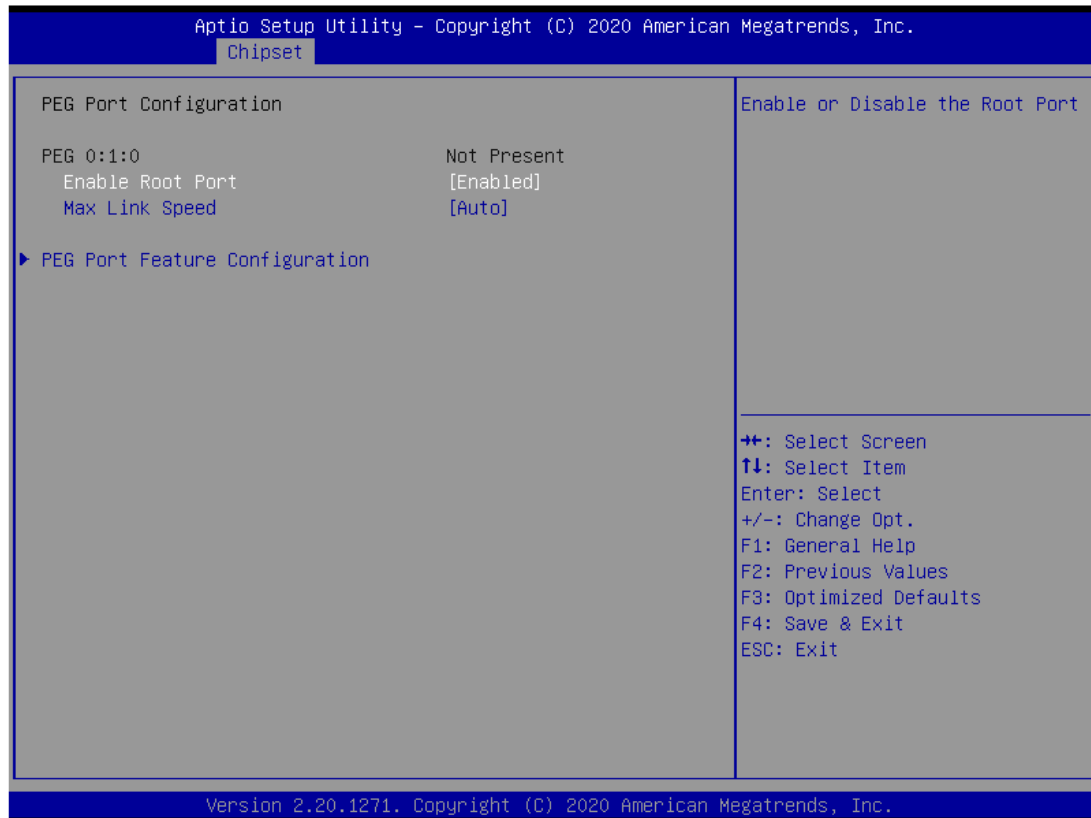 Aptio Setup Utility – Copyright (C) 2020 American Megatrends, Inc.
Chipset
PEG Port Configuration
PEG 0:1:0 Not Present
Enable Root Port [Enabled]
Max Link Speed [Auto]
PEG Port Feature Configuration
Enable or Disable the Root Port
→←: Select Screen
↑↓: Select Item
Enter: Select
+/-: Change Opt.
F1: General Help
F2: Previous Values
F3: Optimized Defaults
F4: Save & Exit
ESC: Exit
Version 2.20.1271. Copyright (C) 2020 American Megatrends, Inc.